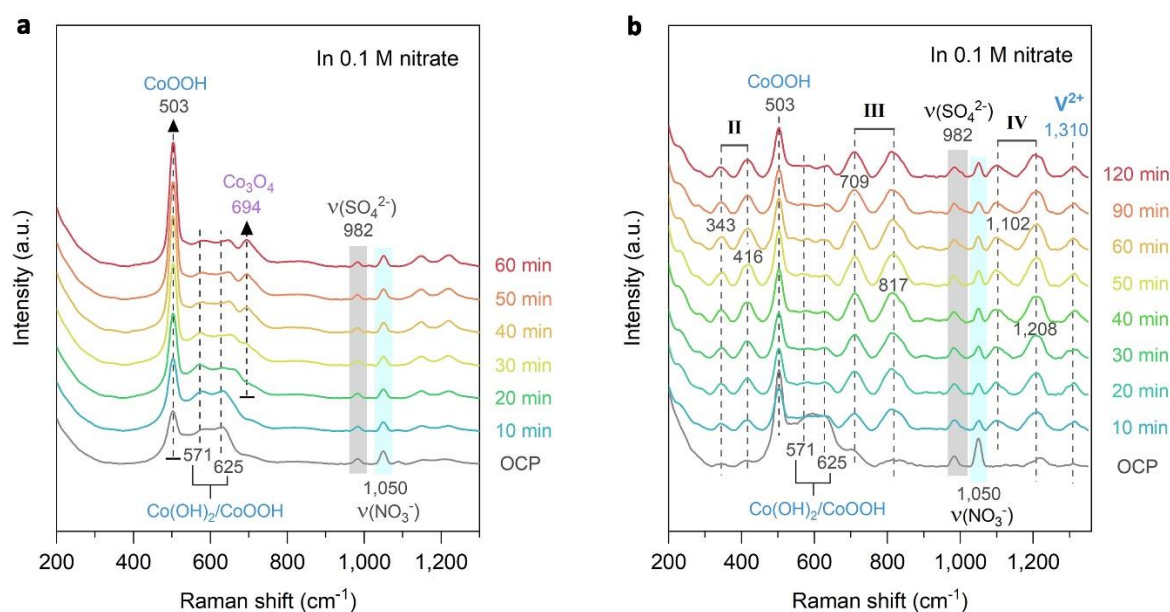 a
In 0.1 M nitrate
CoOOH
503
Co₃O₄
694
ν(SO₄²⁻)
982
60 min
50 min
40 min
30 min
20 min
10 min
OCP
571
625
Co(OH)₂/CoOOH
1,050
ν(NO₃⁻)
Intensity (a.u.)
200 400 600 800 1,000 1,200
Raman shift (cm⁻¹)
b
In 0.1 M nitrate
CoOOH
503
II
III
ν(SO₄²⁻)
982
IV
V²⁺
1,310
709
343
416
817
1,102
1,208
120 min
90 min
60 min
50 min
40 min
30 min
20 min
10 min
OCP
571
625
Co(OH)₂/CoOOH
1,050
ν(NO₃⁻)
Intensity (a.u.)
200 400 600 800 1,000 1,200
Raman shift (cm⁻¹)